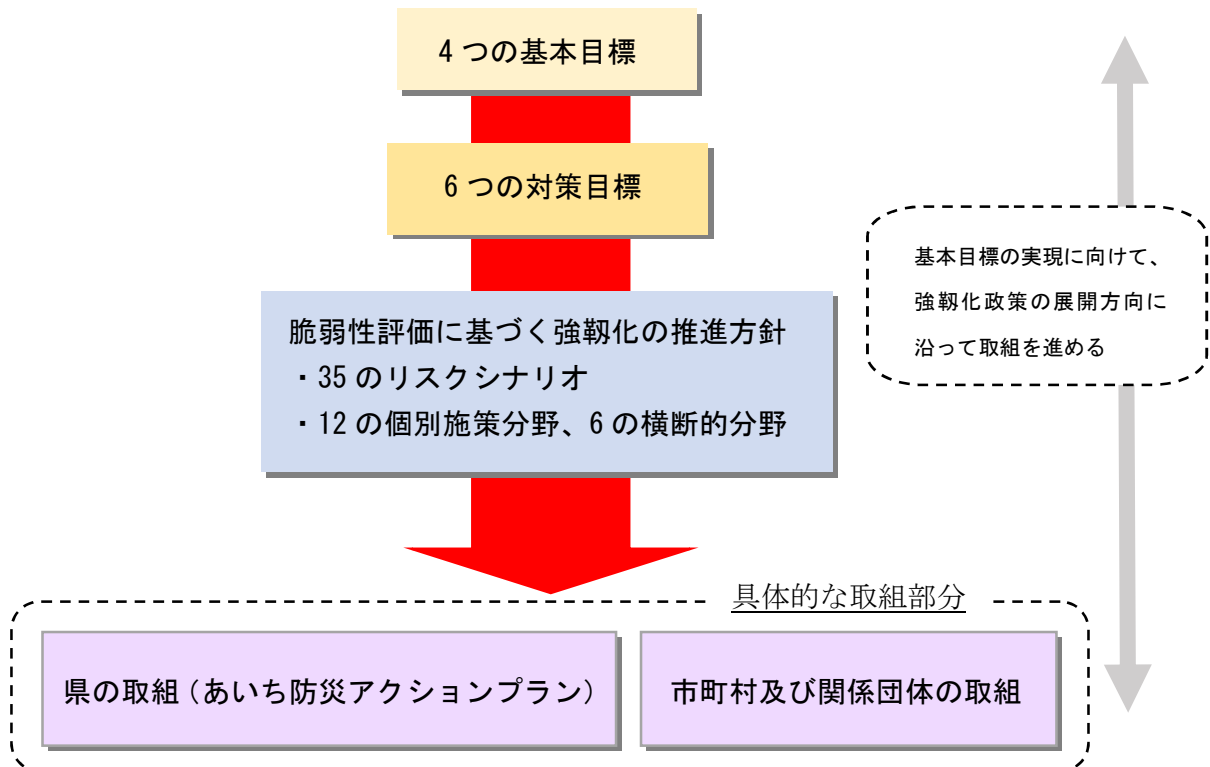 4つの基本目標
6つの対策目標
脆弱性評価に基づく強靱化の推進方針
・35のリスクシナリオ
・12の個別施策分野、6の横断的分野
基本目標の実現に向けて、
強靱化政策の展開方向に
沿って取組を進める
具体的な取組部分
県の取組（あいち防災アクションプラン）
市町村及び関係団体の取組